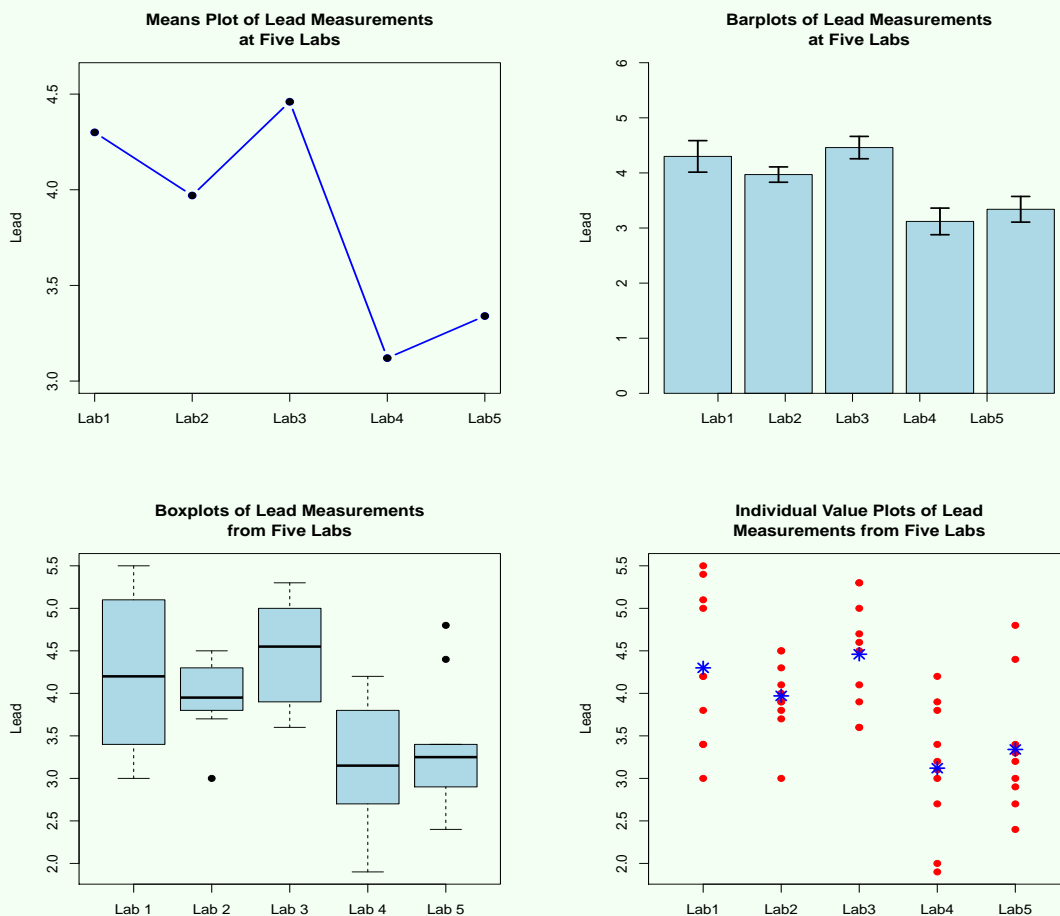 Means Plot of Lead Measurements
at Five Labs
Lead
4.5
4.0
3.5
3.0
Lab1 Lab2 Lab3 Lab4 Lab5
Barplots of Lead Measurements
at Five Labs
Lead
6
5
4
3
2
1
0
Lab1 Lab2 Lab3 Lab4 Lab5
Boxplots of Lead Measurements
from Five Labs
Lead
5.5
5.0
4.5
4.0
3.5
3.0
2.5
2.0
Lab 1 Lab 2 Lab 3 Lab 4 Lab 5
Individual Value Plots of Lead
Measurements from Five Labs
Lead
5.5
5.0
4.5
4.0
3.5
3.0
2.5
2.0
Lab1 Lab2 Lab3 Lab4 Lab5